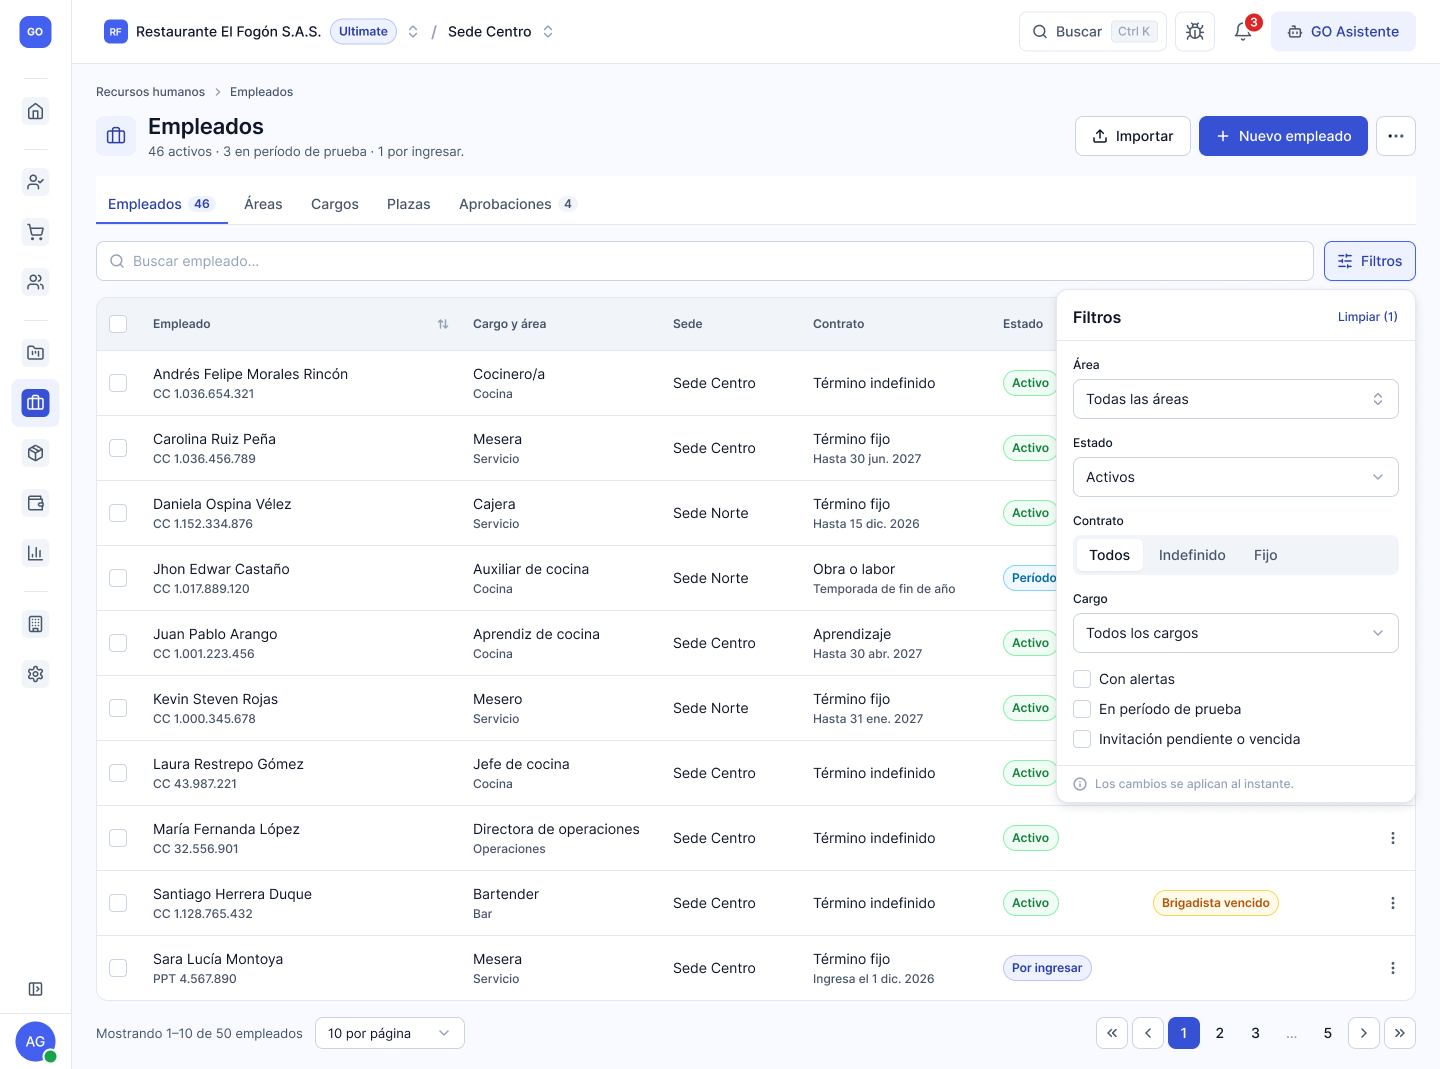 GO
RF Restaurante El Fogón S.A.S. Ultimate / Sede Centro
Buscar Ctrl K
3
GO Asistente
Recursos humanos > Empleados
Empleados
46 activos · 3 en período de prueba · 1 por ingresar.
Importar
+ Nuevo empleado
Empleados 46 Áreas Cargos Plazas Aprobaciones 4
Buscar empleado...
Filtros
Empleado Cargo y área Sede Contrato Estado
Andrés Felipe Morales Rincón
CC 1.036.654.321
Cocinero/a
Cocina
Sede Centro
Término indefinido
Activo
Carolina Ruiz Peña
CC 1.036.456.789
Mesera
Servicio
Sede Centro
Término fijo
Hasta 30 jun. 2027
Activo
Daniela Ospina Vélez
CC 1.152.334.876
Cajera
Servicio
Sede Norte
Término fijo
Hasta 15 dic. 2026
Activo
Jhon Edwar Castaño
CC 1.017.889.120
Auxiliar de cocina
Cocina
Sede Norte
Obra o labor
Temporada de fin de año
Período
Juan Pablo Arango
CC 1.001.223.456
Aprendiz de cocina
Cocina
Sede Centro
Aprendizaje
Hasta 30 abr. 2027
Activo
Kevin Steven Rojas
CC 1.000.345.678
Mesero
Servicio
Sede Norte
Término fijo
Hasta 31 ene. 2027
Activo
Laura Restrepo Gómez
CC 43.987.221
Jefe de cocina
Cocina
Sede Centro
Término indefinido
Activo
María Fernanda López
CC 32.556.901
Directora de operaciones
Operaciones
Sede Centro
Término indefinido
Activo
Santiago Herrera Duque
CC 1.128.765.432
Bartender
Bar
Sede Centro
Término indefinido
Activo
Brigadista vencido
Sara Lucía Montoya
PPT 4.567.890
Mesera
Servicio
Sede Centro
Término fijo
Ingresa el 1 dic. 2026
Por ingresar
Filtros
Limpiar (1)
Área
Todas las áreas
Estado
Activos
Contrato
Todos Indefinido Fijo
Cargo
Todos los cargos
Con alertas
En período de prueba
Invitación pendiente o vencida
Los cambios se aplican al instante.
Mostrando 1–10 de 50 empleados
10 por página
« ‹ 1 2 3 ... 5 › »
AG